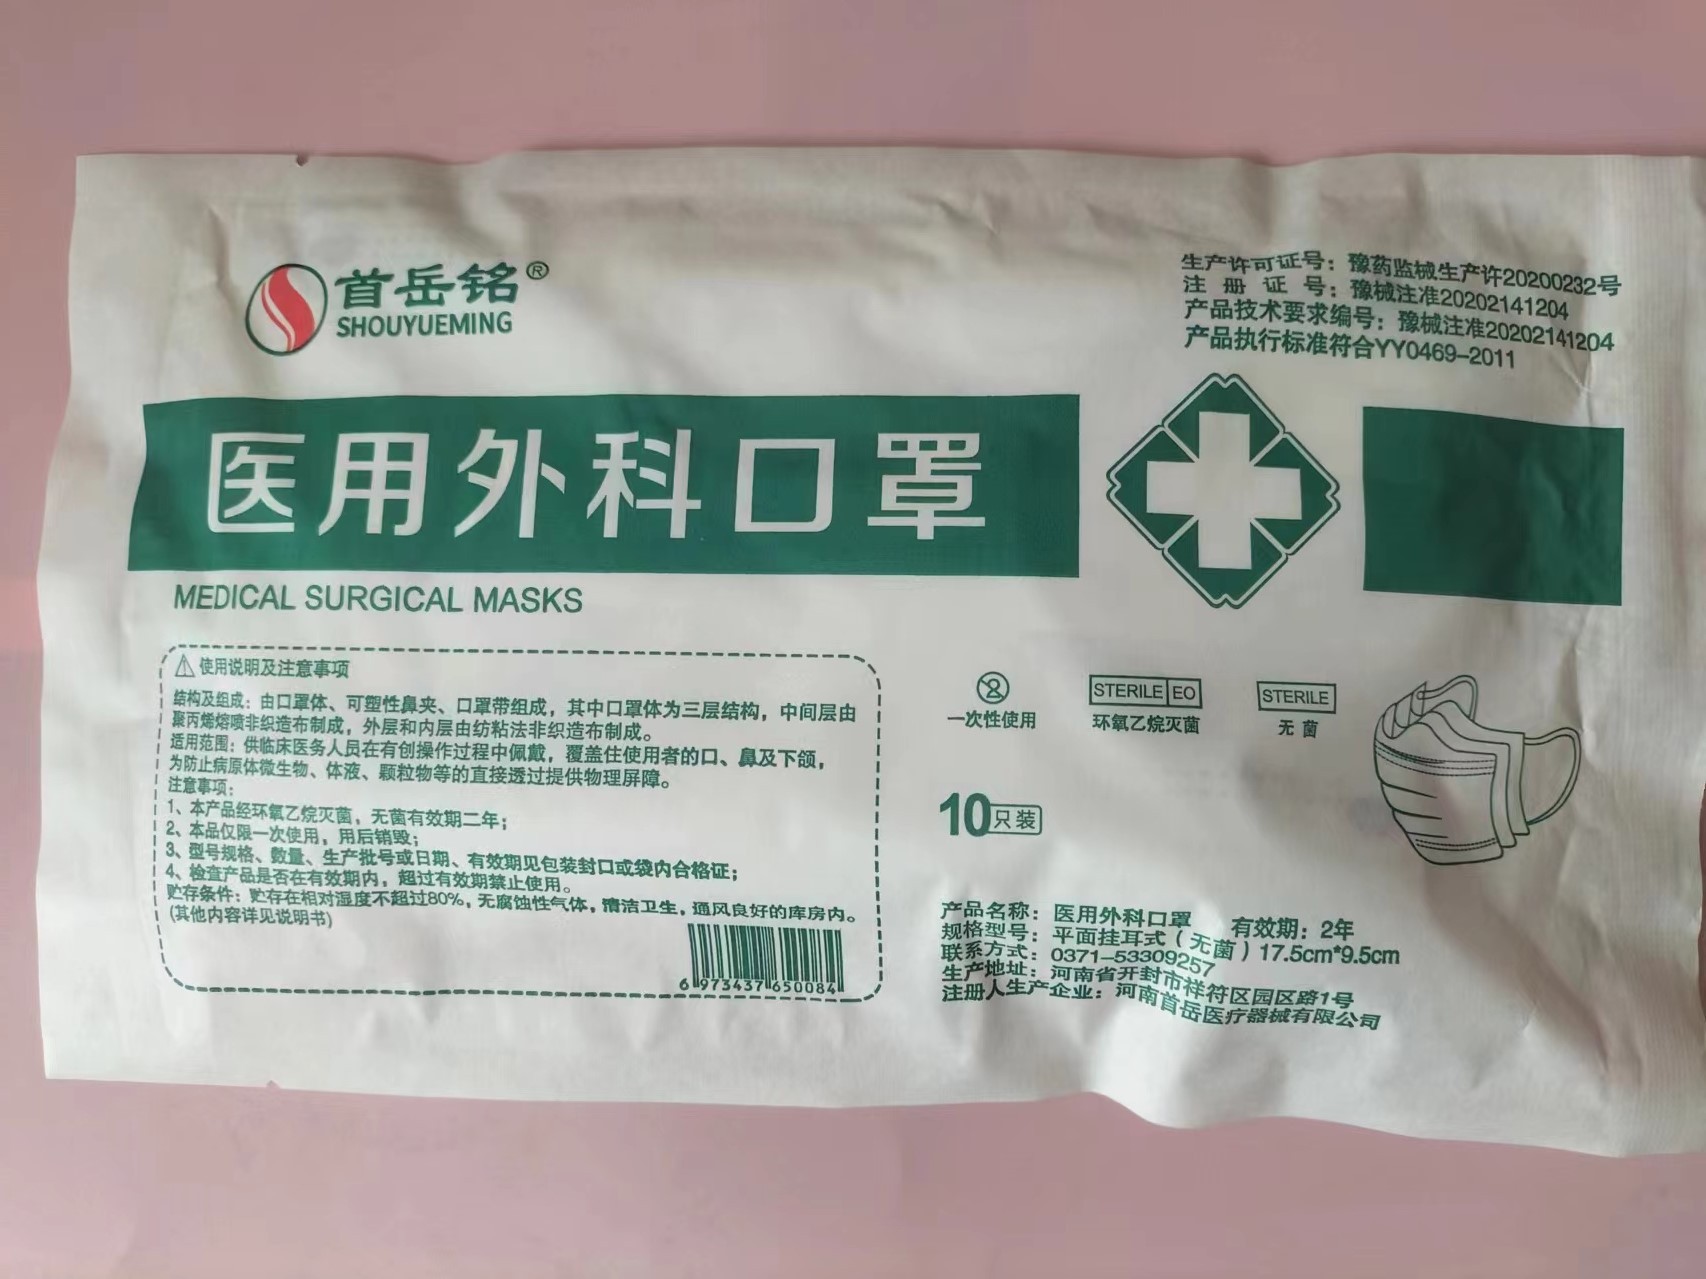 首岳铭®
SHOUYUEMING
生产许可证号：豫药监械生产许20200232号
注 册 证 号：豫械注准20202141204
产品技术要求编号：豫械注准20202141204
产品执行标准符合YY0469-2011
医用外科口罩
MEDICAL SURGICAL MASKS
使用说明及注意事项
结构及组成：由口罩体、可塑性鼻夹、口罩带组成，其中口罩体为三层结构，中间层由
聚丙烯熔喷非织造布制成，外层和内层由纺粘法非织造布制成。
适用范围：供临床医务人员在有创操作过程中佩戴，覆盖住使用者的口、鼻及下颌，
为防止病原体微生物、体液、颗粒物等的直接透过提供物理屏障。
注意事项：
1、本产品经环氧乙烷灭菌，无菌有效期二年；
2、本品仅限一次使用，用后销毁；
3、型号规格、数量、生产批号或日期、有效期见包装封口或袋内合格证；
4、检查产品是否在有效期内，超过有效期禁止使用。
贮存条件：贮存在相对湿度不超过80%，无腐蚀性气体，清洁卫生，通风良好的库房内。
(其他内容详见说明书)
6 973437 650084
2
一次性使用
STERILE EO
环氧乙烷灭菌
STERILE
无菌
10只装
产品名称：医用外科口罩 有效期：2年
规格型号：平面挂耳式（无菌）17.5cm*9.5cm
联系方式：0371-53309257
生产地址：河南省开封市祥符区园区路1号
注册人生产企业：河南首岳医疗器械有限公司